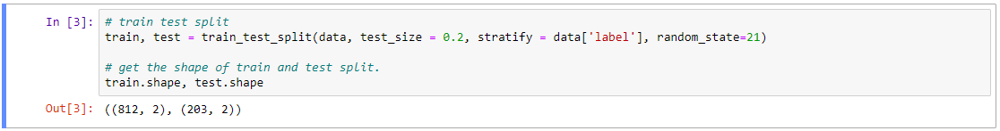 In [3]: # train test split
train, test = train_test_split(data, test_size = 0.2, stratify = data['label'], random_state=21)
# get the shape of train and test split.
train.shape, test.shape
Out[3]: ((812, 2), (203, 2))